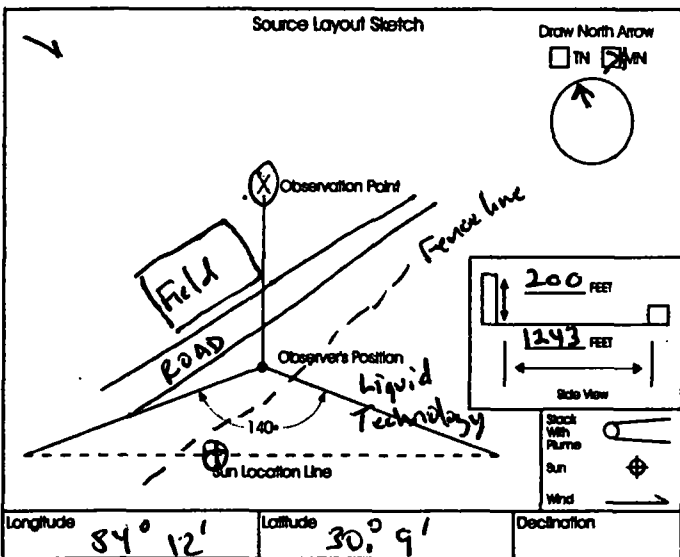 Source Layout Sketch
Draw North Arrow
TN MN
Observation Point
Fence line
Field
200 FEET
ROAD
Observer's Position
1243 FEET
Liquid
Technology
Side View
140°
Stack
With
Plume
Sun
Sun Location Line
Wind
Longitude 84° 12'
Latitude 30° 9'
Declination